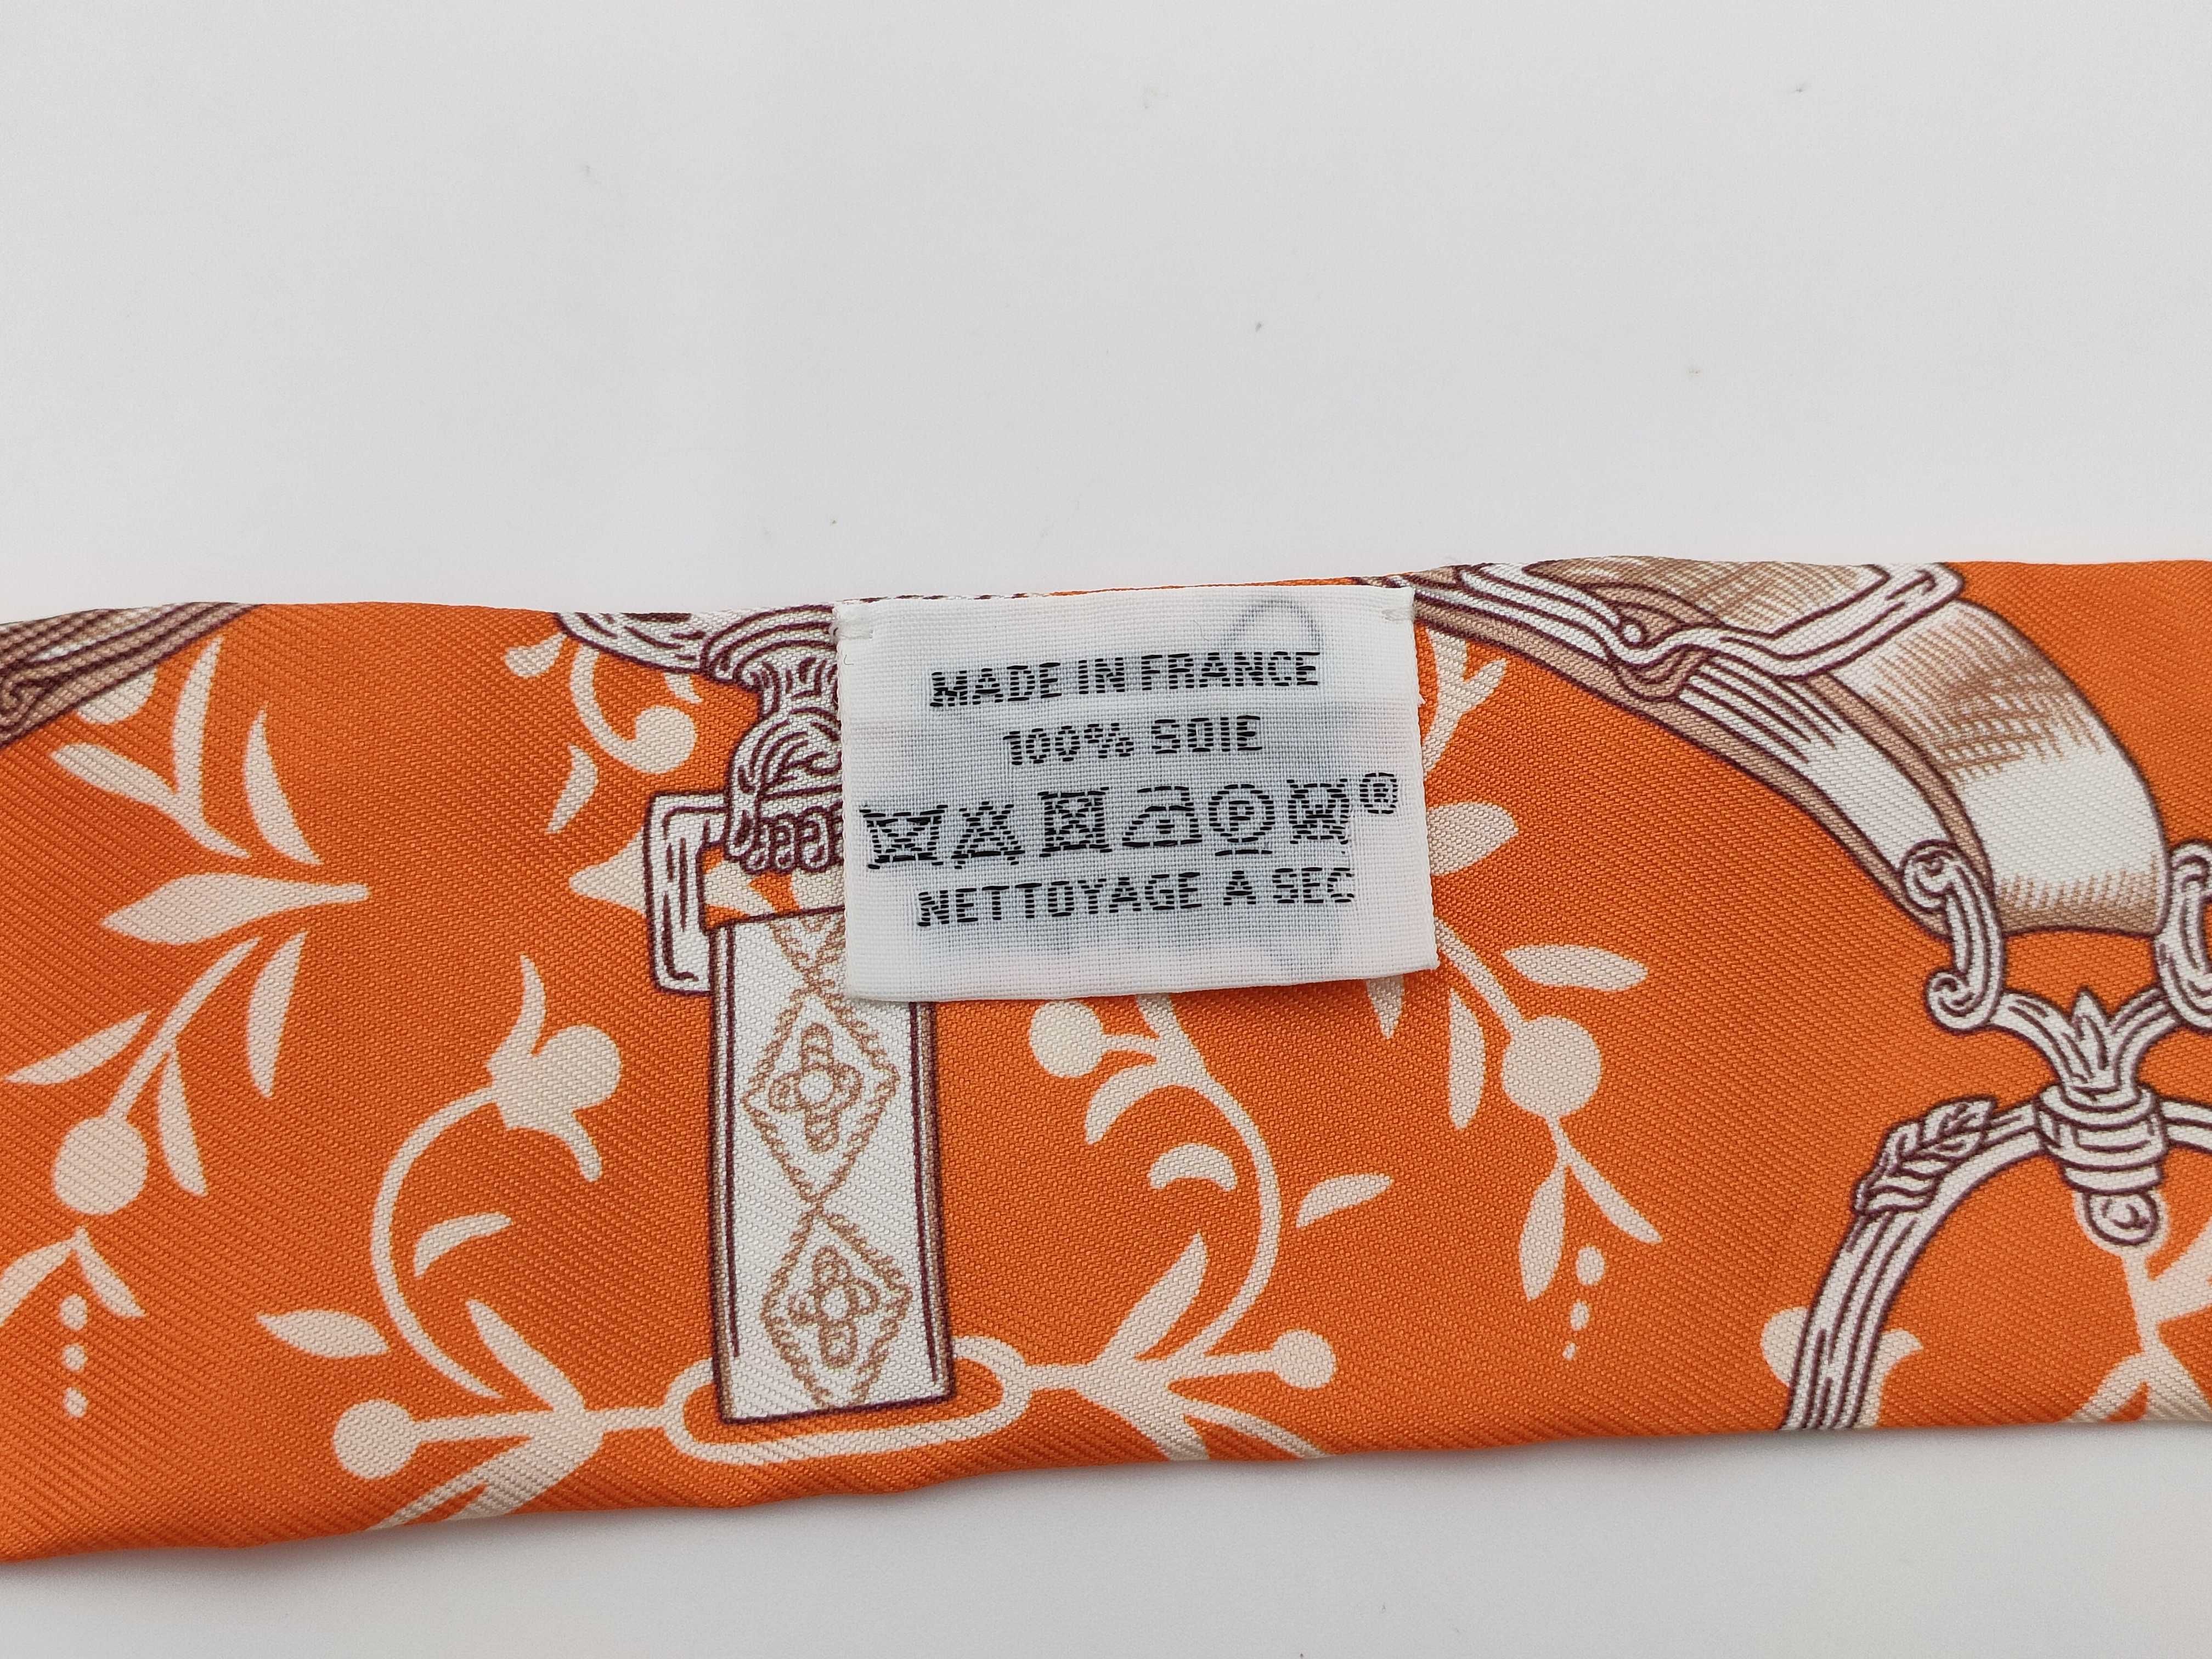 MADE IN FRANCE
100% SOIE
P W ®
NETTOYAGE A SEC